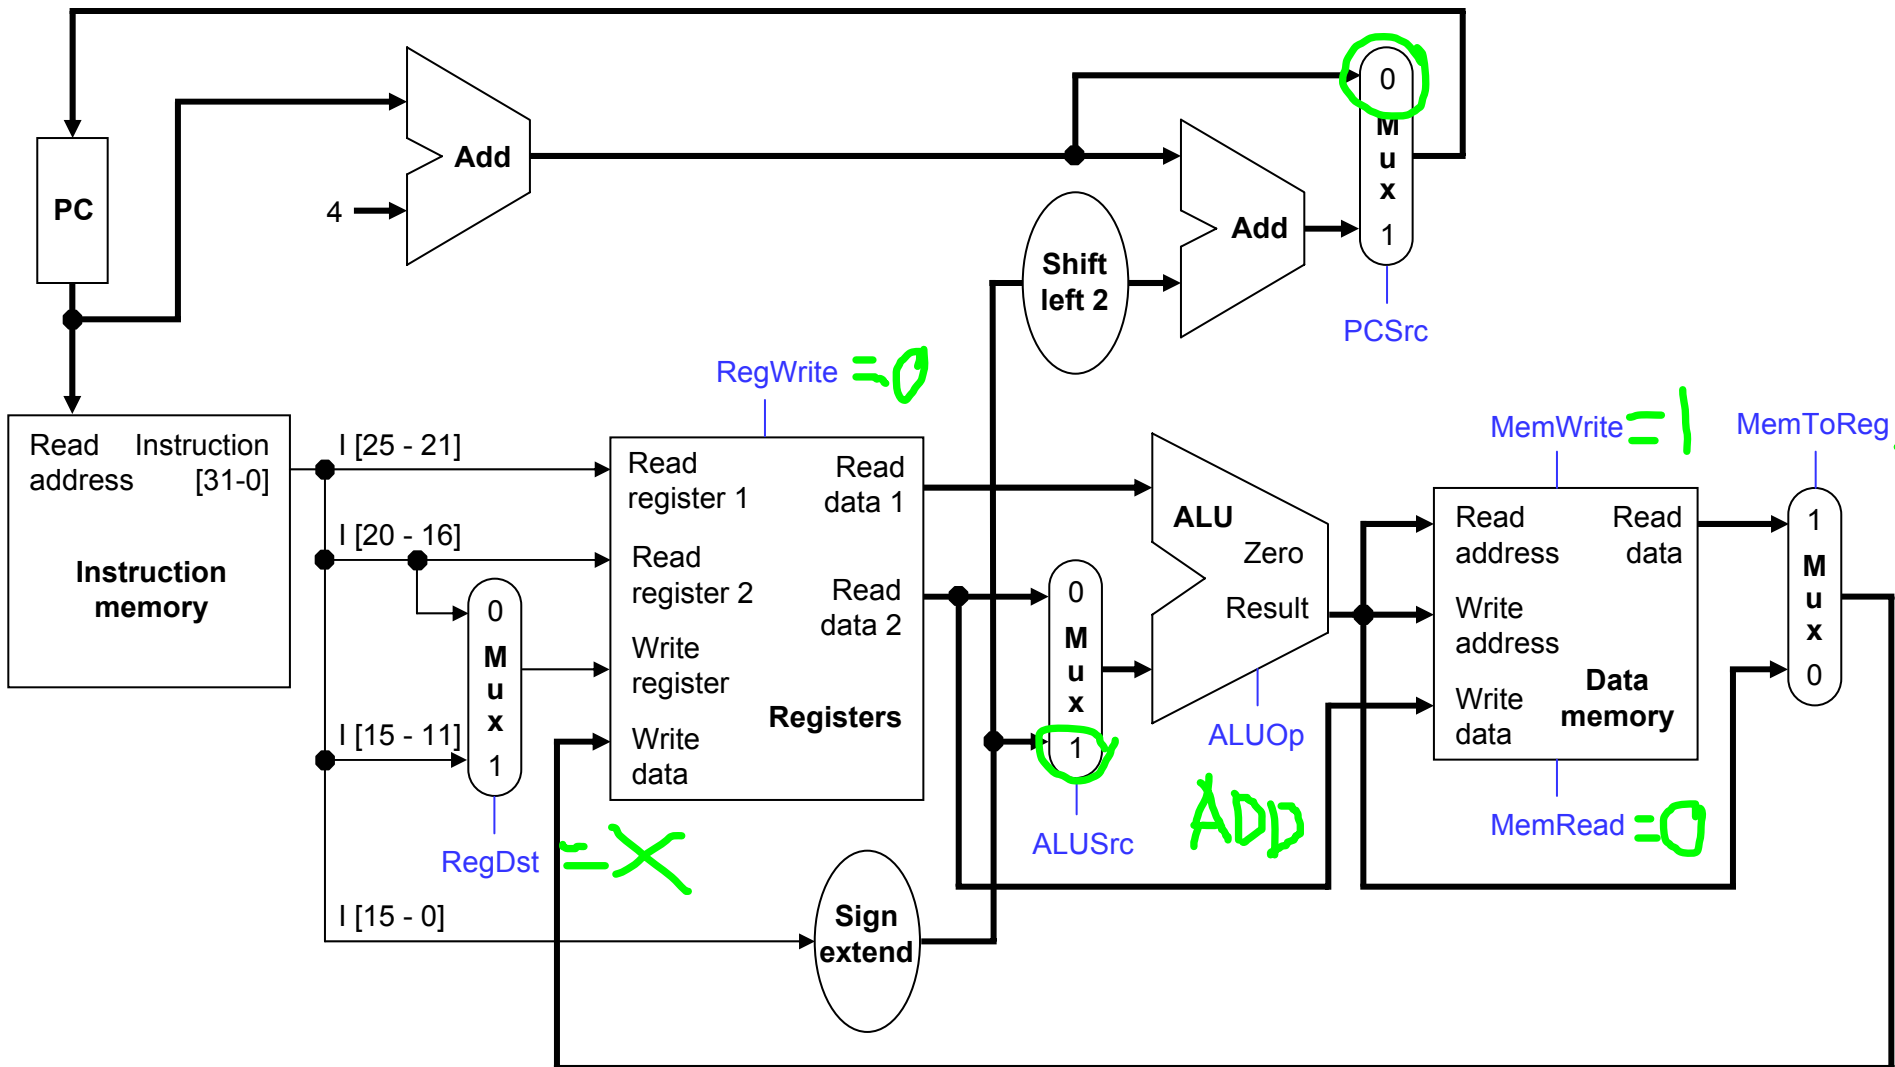 0
M
u
x
1
PCSrc
Add
4
Add
PC
Shift
left 2
RegWrite =0
MemWrite =1
MemToReg
Read Instruction
address [31-0]
Instruction
memory
I [25 - 21]
I [20 - 16]
I [15 - 11]
I [15 - 0]
0
M
u
x
1
RegDst =X
Read
register 1
Read
data 1
Read
register 2
Read
data 2
Write
register
Registers
Write
data
Sign
extend
0
M
u
x
1
ALUSrc
ALU
Zero
Result
ALUOp
ADD
Read
address
Read
data
Write
address
Data
memory
Write
data
MemRead =0
1
M
u
x
0